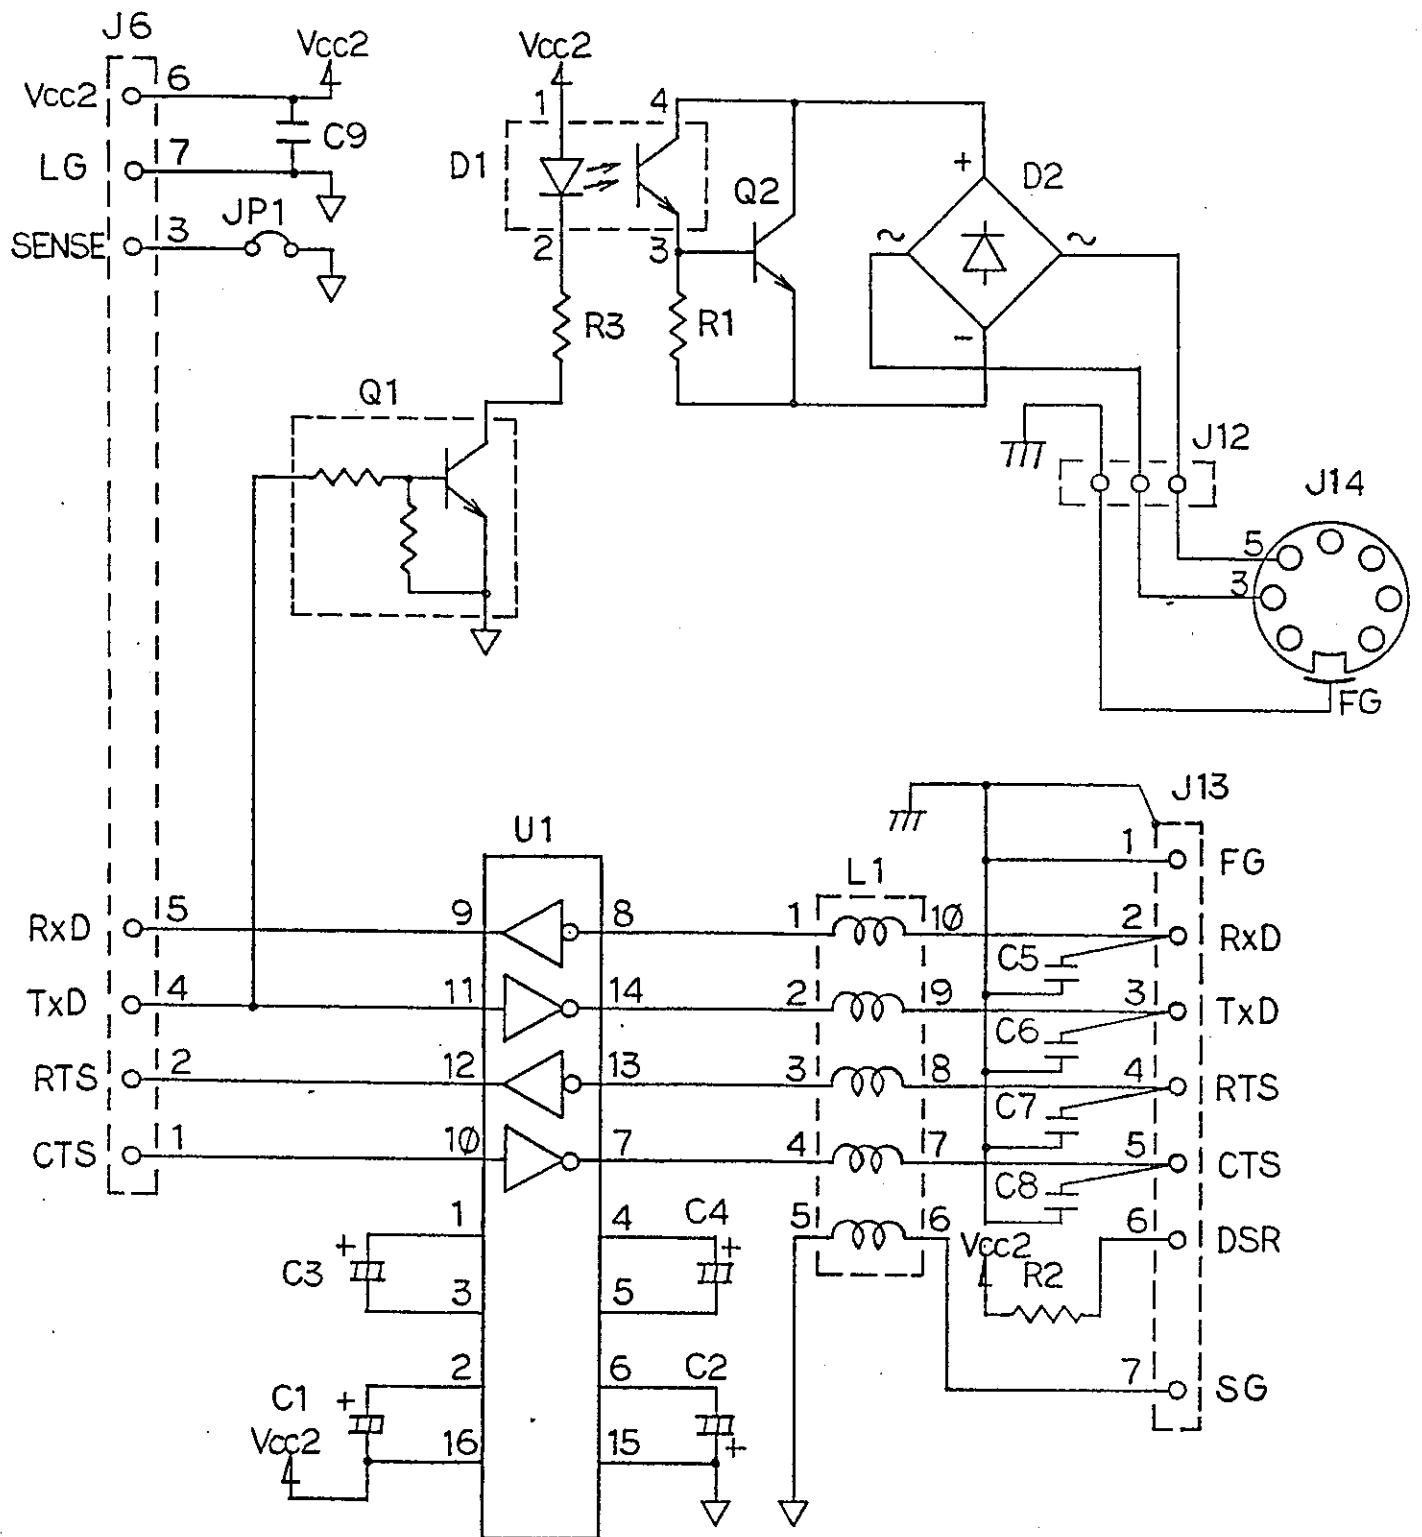 J6
Vcc2
Vcc2
Vcc2 6
1 4
C9
LG 7
D1
+ D2
Q2
SENSE 3 JP1
~ ~
2 3
R3 R1
-
Q1
J12
J14
5
3
FG
J13
U1
1 FG
L1
RxD 5 9 8 1 10 2 RxD
C5
TxD 4 11 14 2 9 3 TxD
C6
RTS 2 12 13 3 8 4 RTS
C7
CTS 1 10 7 4 7 5 CTS
C8
1 4 C4 5 6 6 DSR
+ + Vcc2
C3 R2
3 5
2 6 C2 7 SG
C1 +
Vcc2 16 15 +